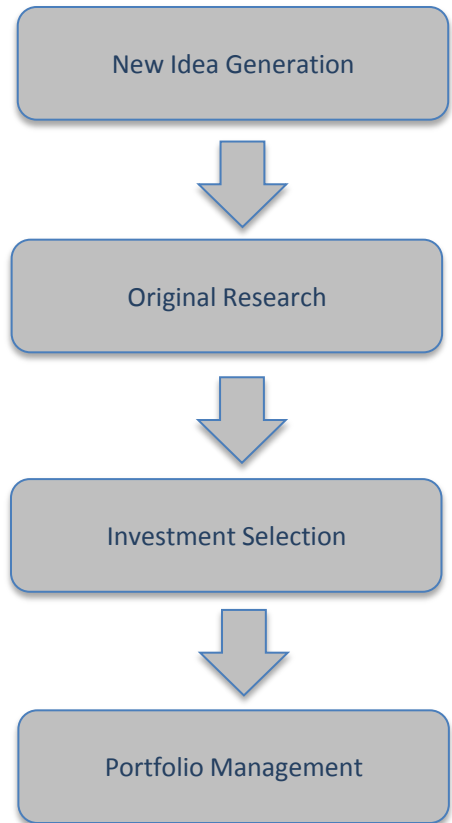 New Idea Generation
Original Research
Investment Selection
Portfolio Management